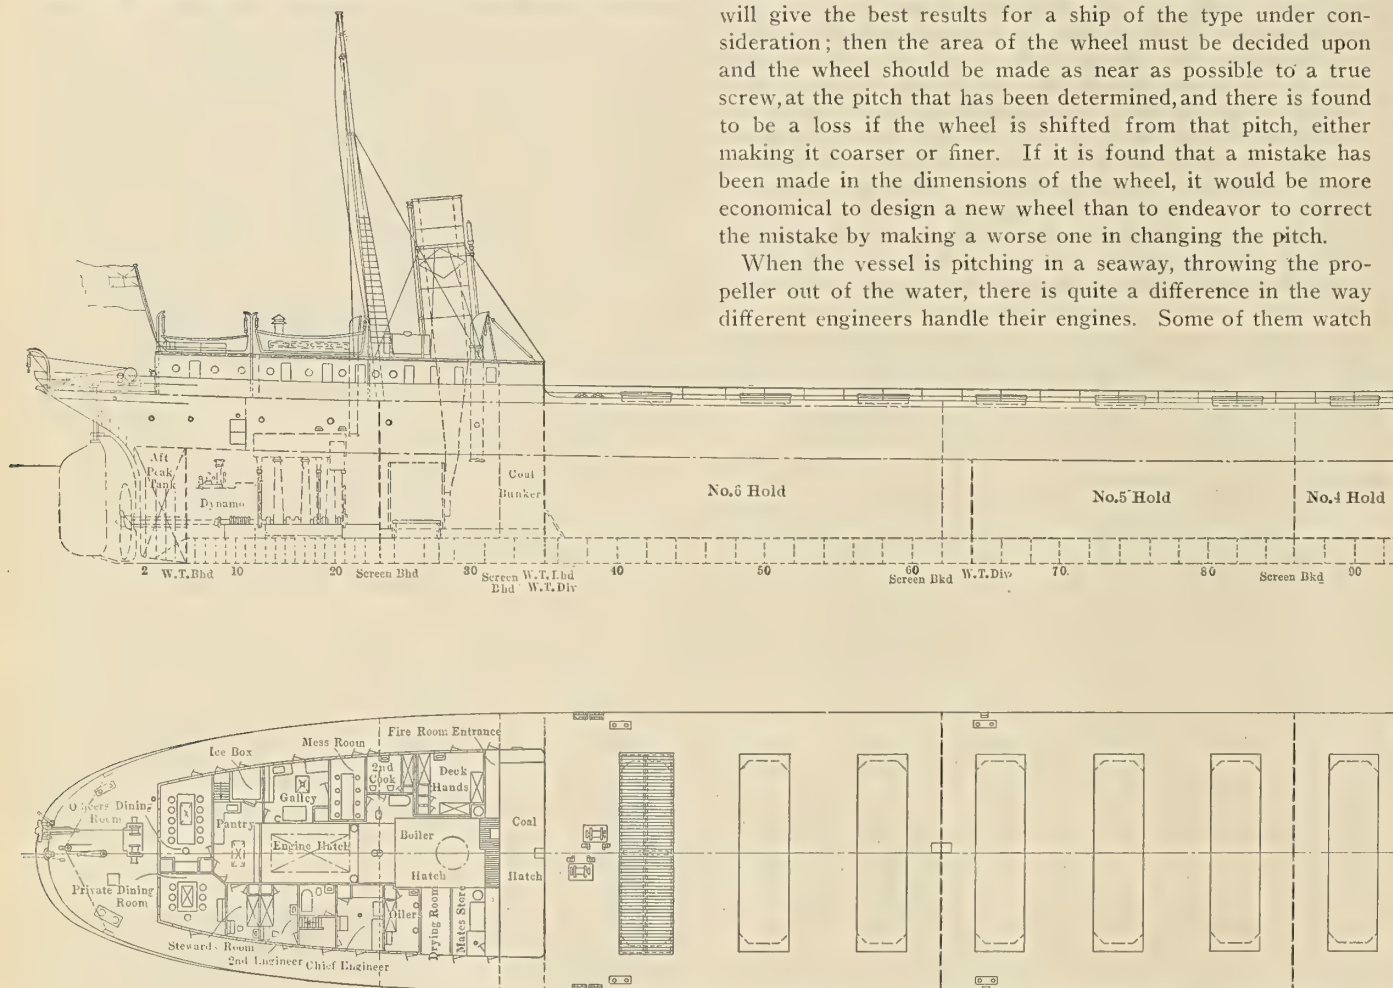 will give the best results for a ship of the type under con-
sideration; then the area of the wheel must be decided upon
and the wheel should be made as near as possible to a true
screw, at the pitch that has been determined, and there is found
to be a loss if the wheel is shifted from that pitch, either
making it coarser or finer. If it is found that a mistake has
been made in the dimensions of the wheel, it would be more
economical to design a new wheel than to endeavor to correct
the mistake by making a worse one in changing the pitch.
When the vessel is pitching in a seaway, throwing the pro-
peller out of the water, there is quite a difference in the way
different engineers handle their engines. Some of them watch
Aft
Peak
Tank
Dynamo
Coal
Bunker
No.6 Hold
No.5 Hold
No.4 Hold
2 W.T.Bhd 10 20 Screen Bhd 30 Screen W.T.Bhd 40 50 60 W.T.Div 70. 80 90
Bhd W.T.Div Screen Bkd Screen Bkd
Ice Box
Mess Room
Fire Room Entrance
2nd
Cook
Deck
Hands
Galley
Officers Dining
Room
Pantry
Engine Hatch
Boiler
Hatch
Coal
Hatch
Private Dining
Room
Oiler
Drying Room
Mates Store
Stewards Room
2nd Engineer
Chief Engineer